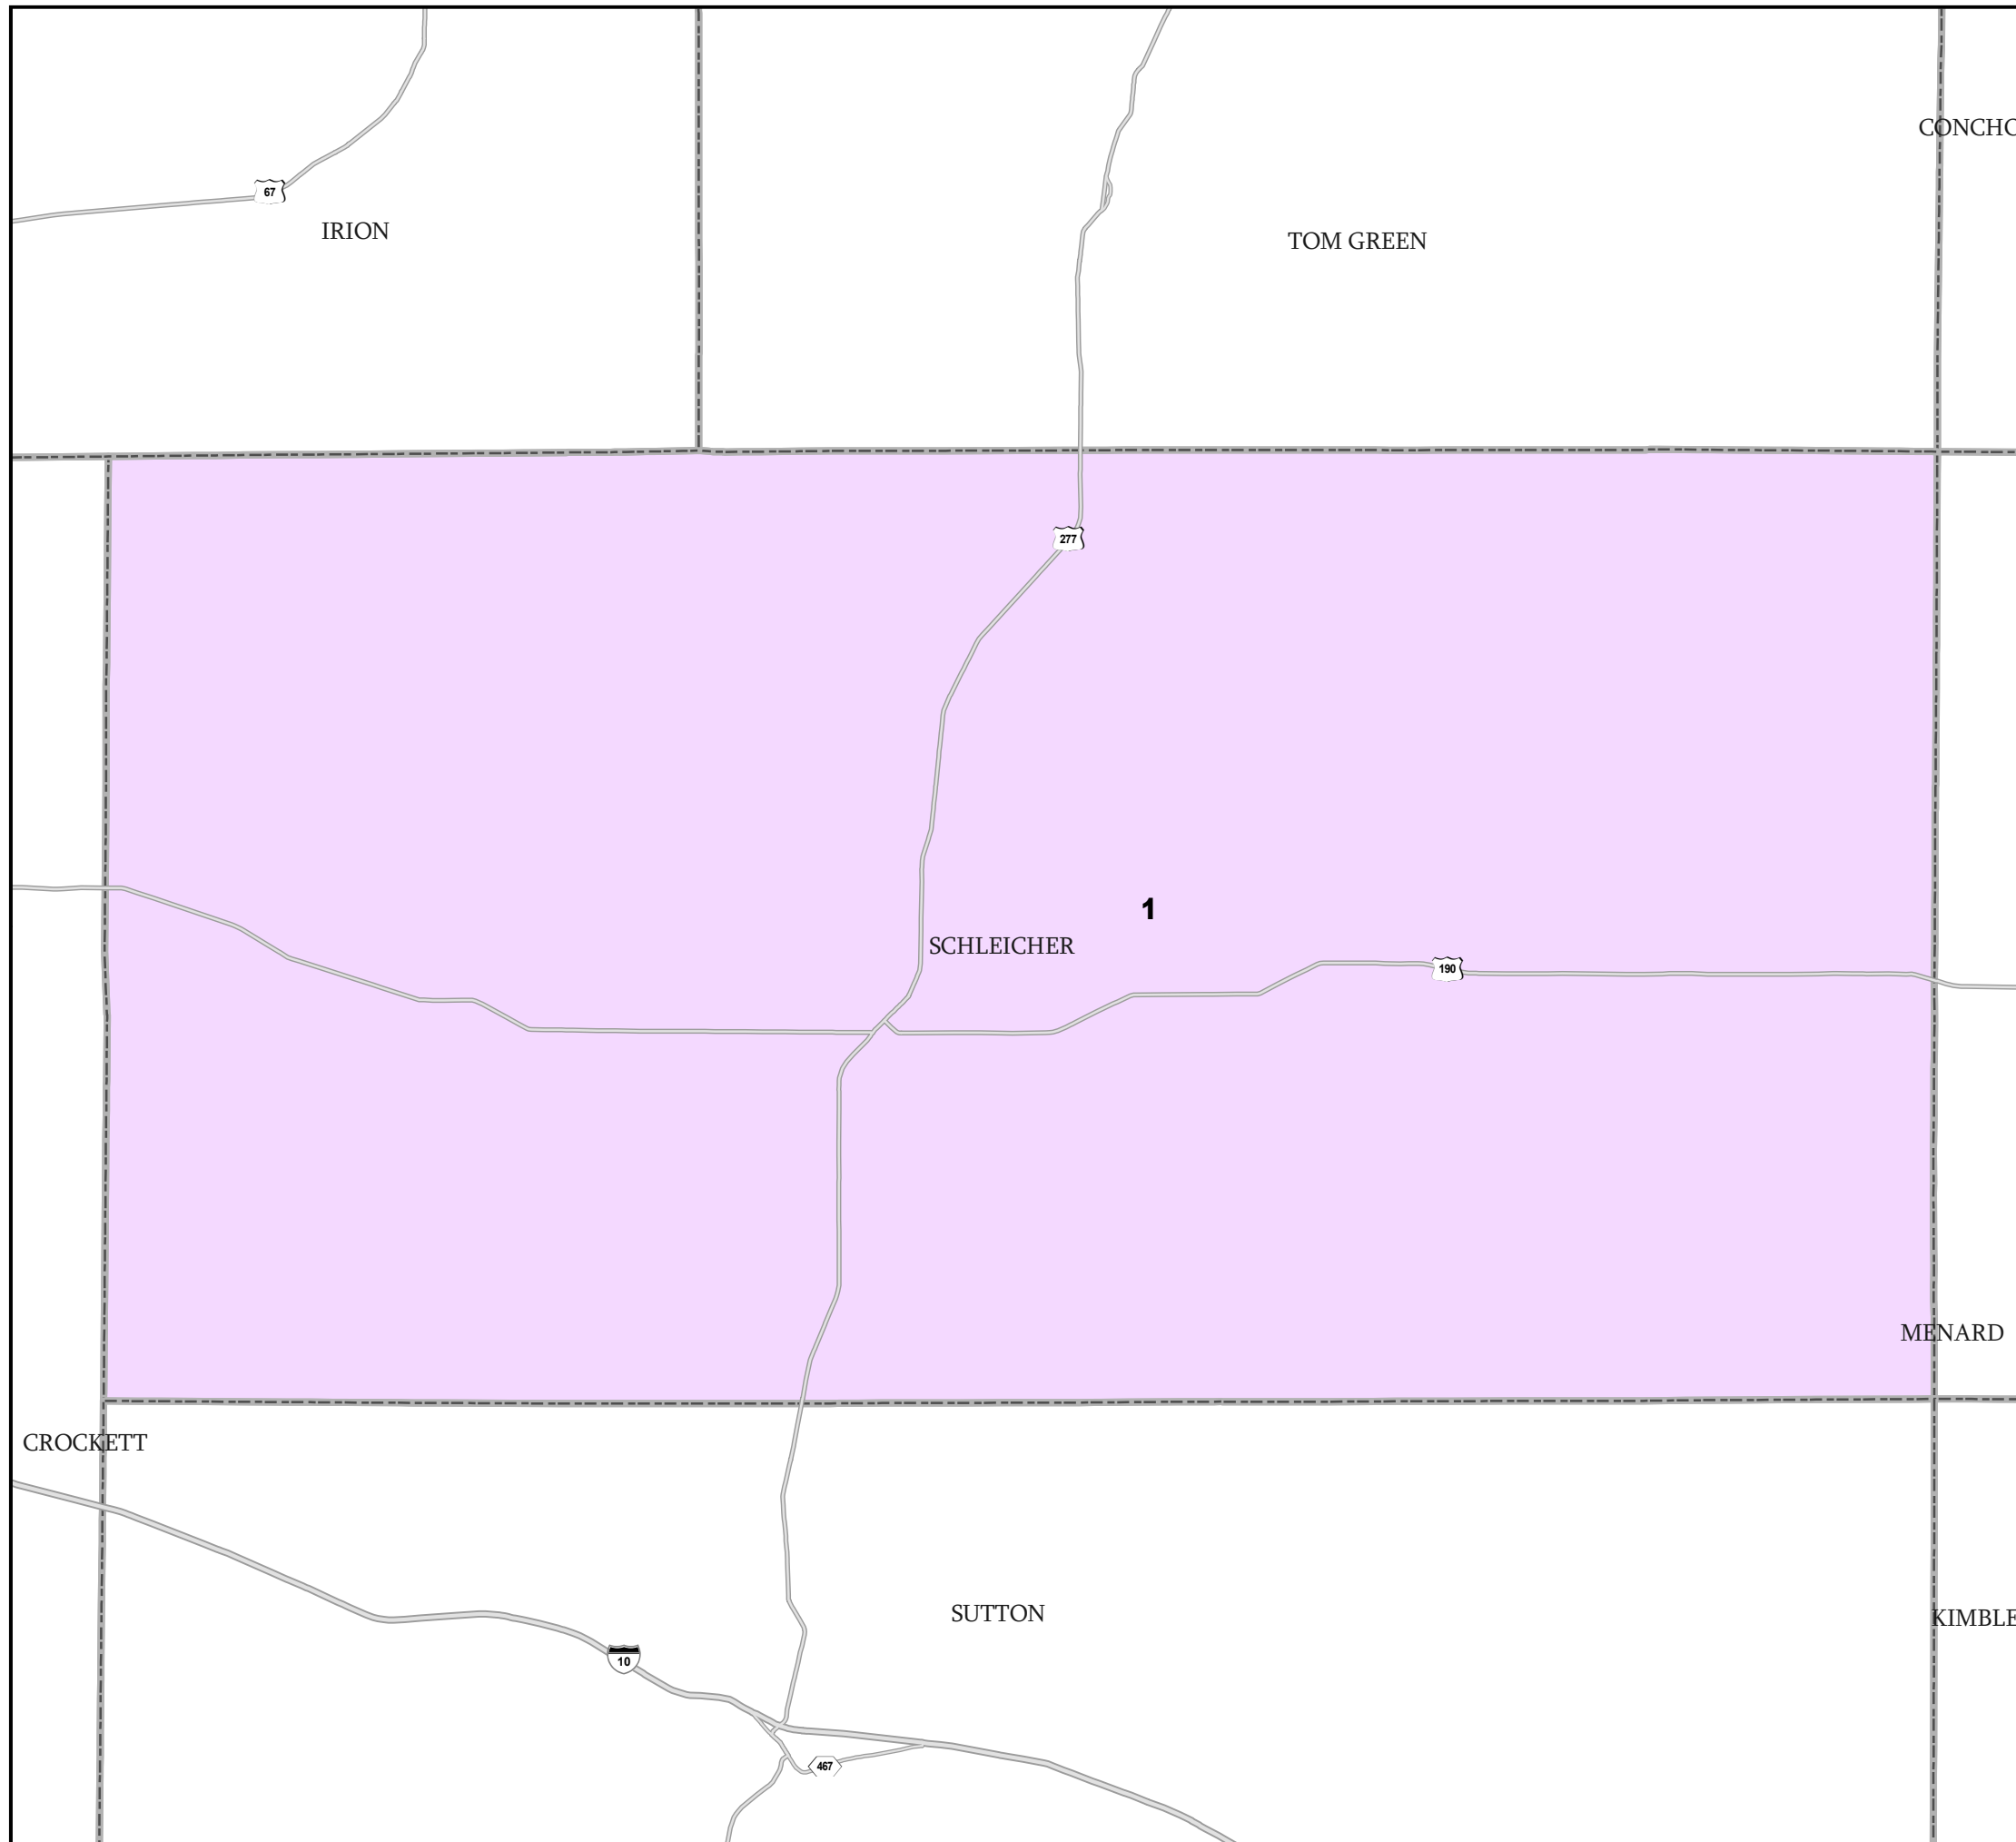 CONCHO
67
IRION
TOM GREEN
277
1
SCHLEICHER
190
MENARD
CROCKETT
SUTTON
KIMBLE
10
467